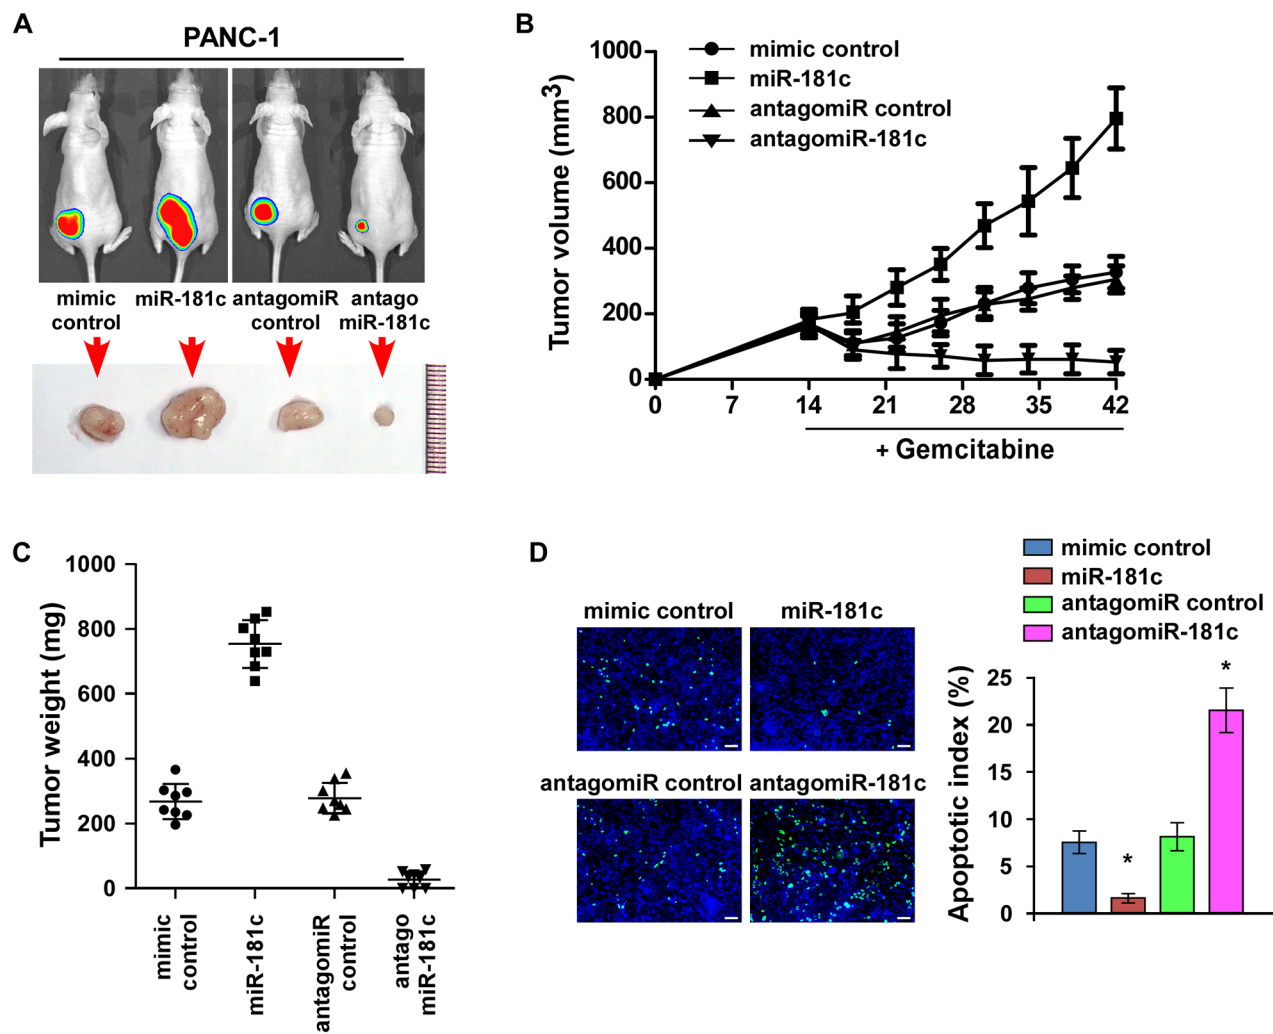 A
PANC-1
mimic
control
miR-181c
antagomiR
control
antago
miR-181c
B
Tumor volume (mm3)
1000
800
600
400
200
0
mimic control
miR-181c
antagomiR control
antagomiR-181c
0 7 14 21 28 35 42
+ Gemcitabine
C
Tumor weight (mg)
1000
800
600
400
200
0
mimic
control
miR-181c
antagomiR
control
antago
miR-181c
D
mimic control
miR-181c
antagomiR control
antagomiR-181c
mimic control
miR-181c
antagomiR control
antagomiR-181c
Apoptotic index (%)
25
20
15
10
5
0
*
*